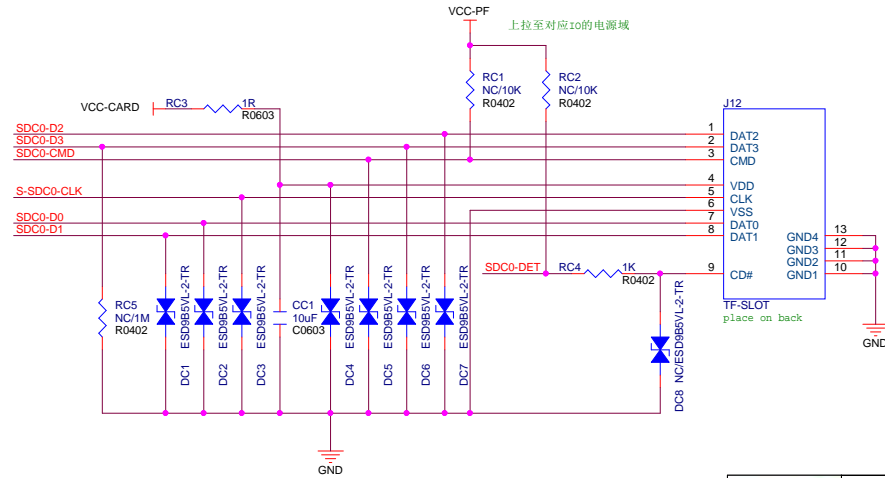 VCC-PF
上拉至对应IO的电源域
RC1
NC/10K
R0402
RC2
NC/10K
R0402
VCC-CARD
RC3
1R
R0603
J12
SDC0-D2
SDC0-D3
SDC0-CMD
S-SDC0-CLK
SDC0-D0
SDC0-D1
1
2
3
4
5
6
7
8
9
DAT2
DAT3
CMD
VDD
CLK
VSS
DAT0
DAT1
CD#
GND4
GND3
GND2
GND1
13
12
11
10
SDC0-DET
RC4
1K
R0402
TF-SLOT
place on back
GND
RC5
NC/1M
R0402
DC1 ESD9B5VL-2-TR
DC2 ESD9B5VL-2-TR
DC3 ESD9B5VL-2-TR
CC1
10uF
C0603
DC4 ESD9B5VL-2-TR
DC5 ESD9B5VL-2-TR
DC6 ESD9B5VL-2-TR
DC7 ESD9B5VL-2-TR
DC8 NC/ESD9B5VL-2-TR
GND